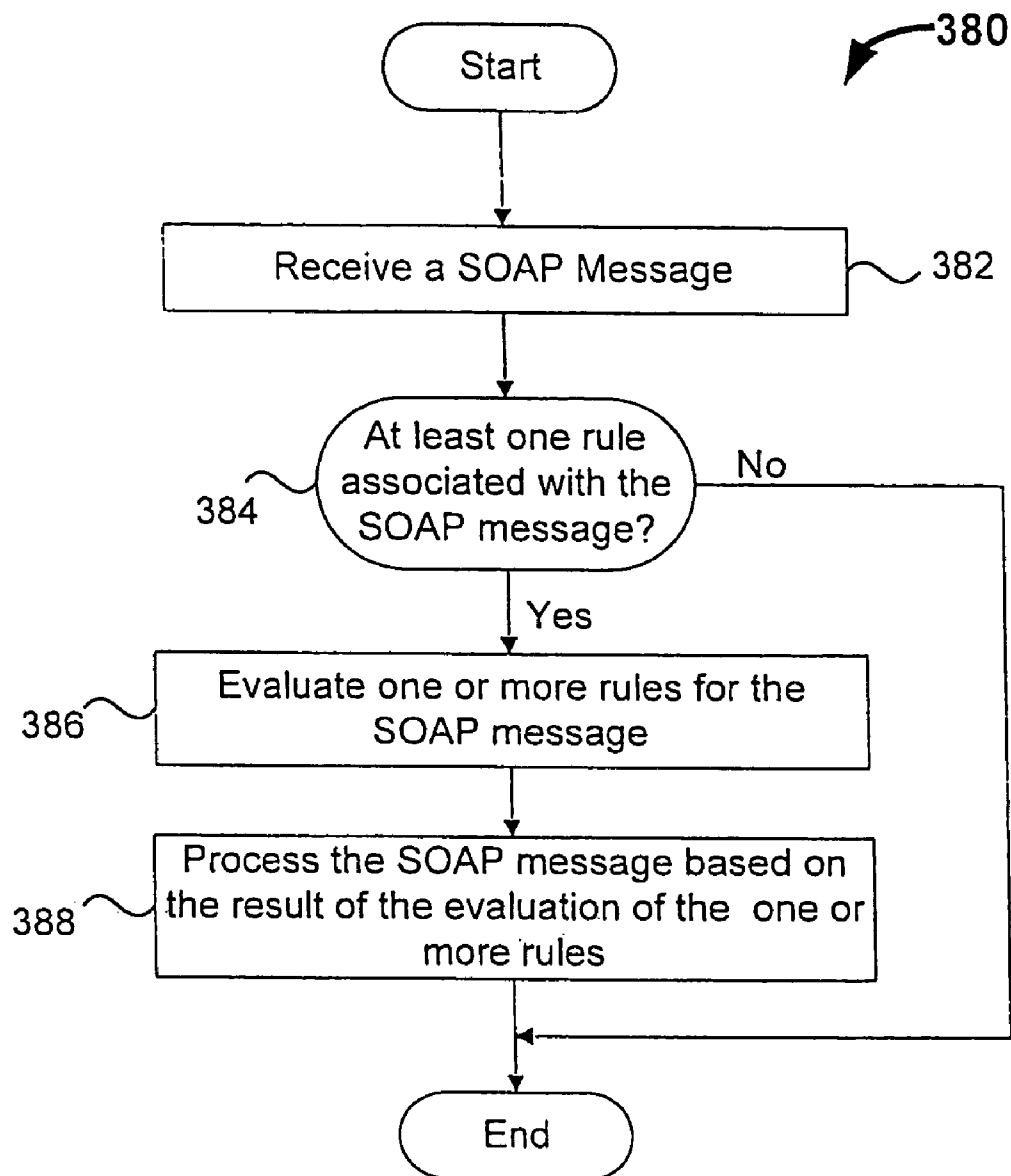 380
Start
Receive a SOAP Message
382
At least one rule
associated with the
SOAP message?
384
No
Yes
Evaluate one or more rules for the
SOAP message
386
Process the SOAP message based on
the result of the evaluation of the one or
more rules
388
End